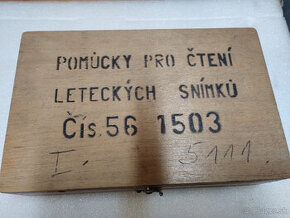 POMŮCKY PRO ČTENÍ
LETECKÝCH SNÍMKŮ
Čís. 56 1503
I. 5111